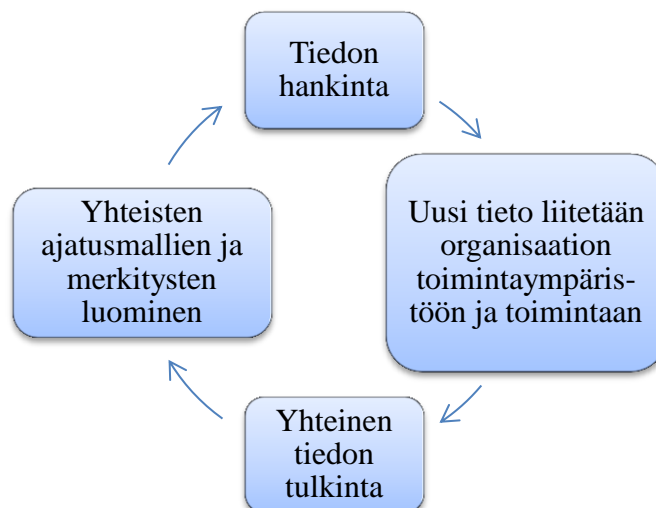 Tiedon
hankinta
Uusi tieto liitetään
organisaation
toimintaympäris-
töön ja toimintaan
Yhteinen
tiedon
tulkinta
Yhteisten
ajatusmallien ja
merkitysten
luominen